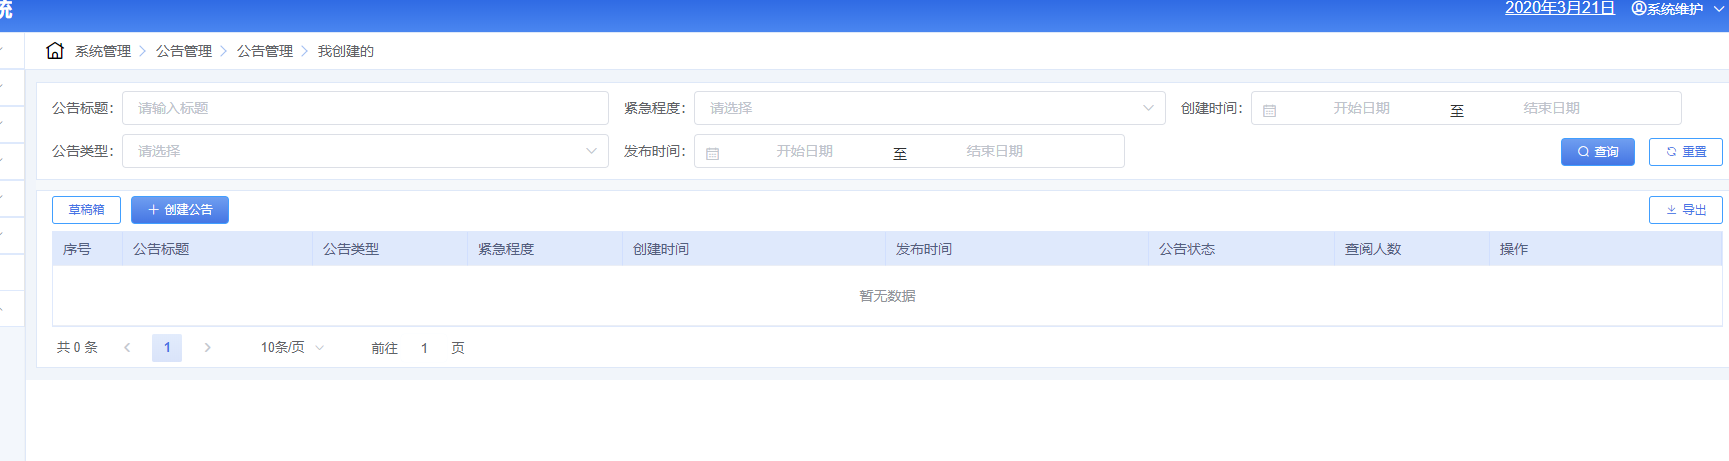 统
2020年3月21日 系统维护
系统管理 公告管理 公告管理 我创建的
公告标题: 请输入标题 紧急程度: 请选择 创建时间: 开始日期 至 结束日期
公告类型: 请选择 发布时间: 开始日期 至 结束日期 查询 重置
草稿箱 创建公告 导出
序号 公告标题 公告类型 紧急程度 创建时间 发布时间 公告状态 查阅人数 操作
暂无数据
共 0 条 1 10条/页 前往 1 页